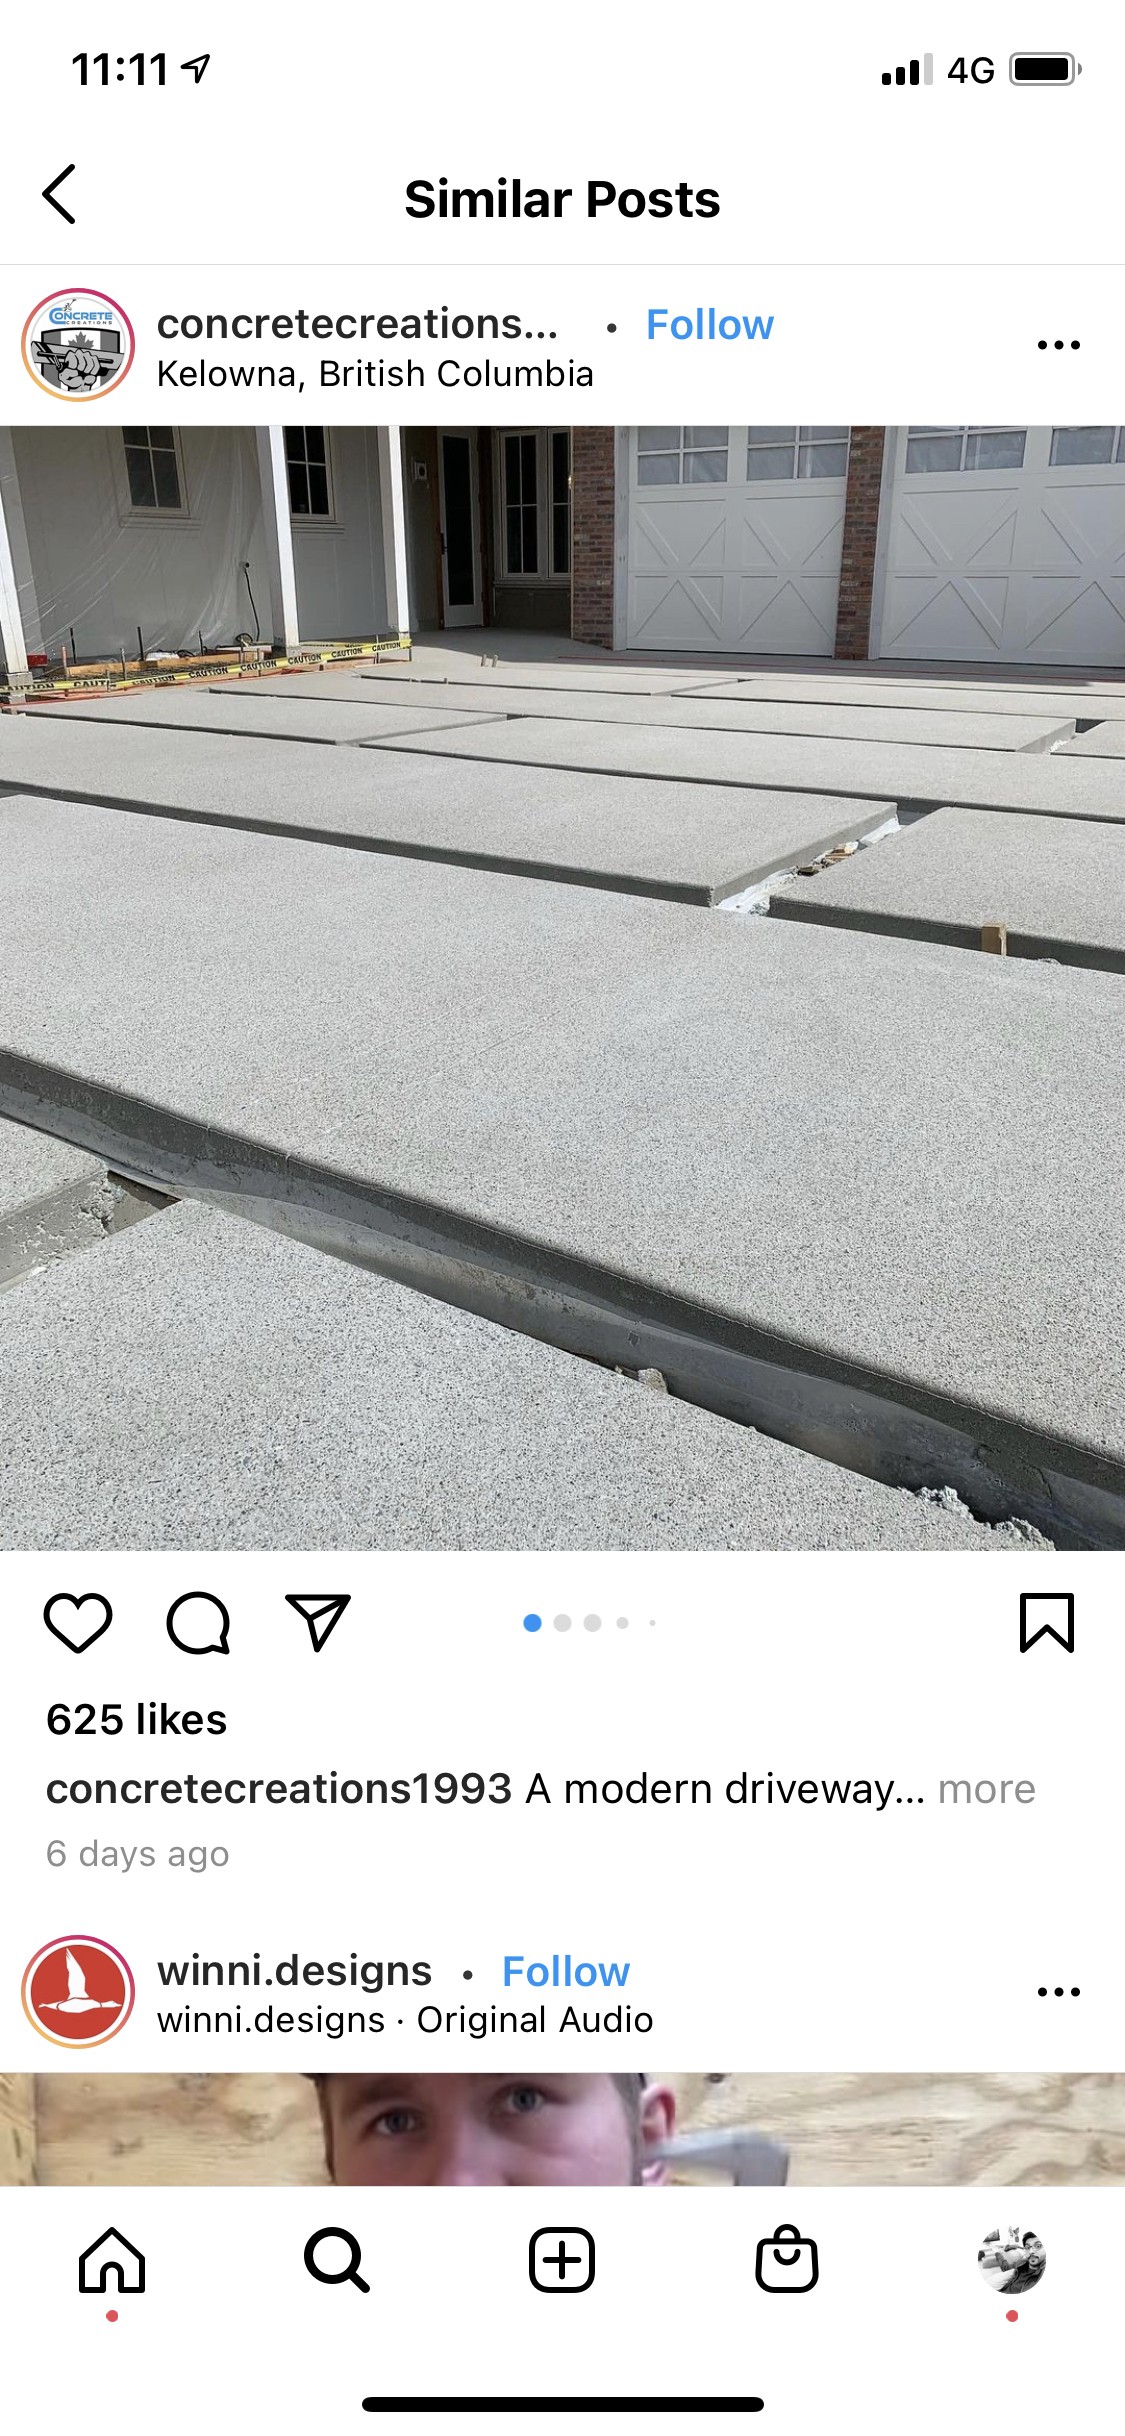 11:11
4G
Similar Posts
CONCRETE
CREATIONS
concretecreations... • Follow
Kelowna, British Columbia
CAUTION CAUTION CAUTION CAUTION
625 likes
concretecreations1993 A modern driveway... more
6 days ago
winni.designs • Follow
winni.designs · Original Audio